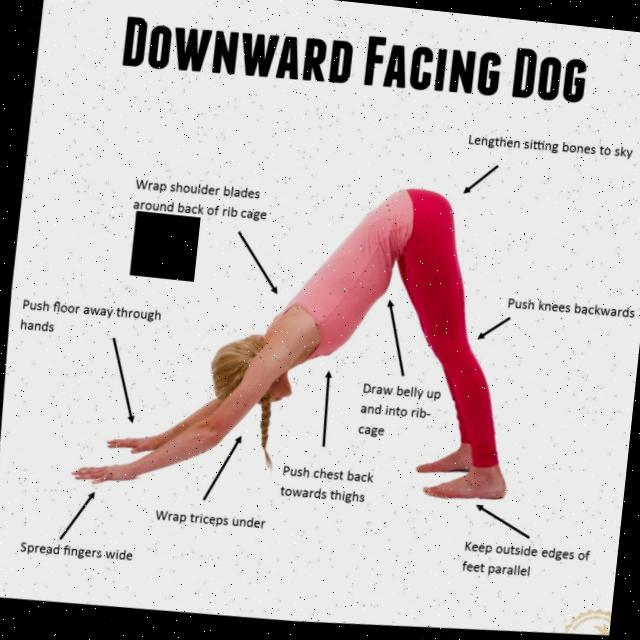 DOWNWARD FACING DOG
Lengthen sitting bones to sky
Wrap shoulder blades
around back of rib cage
Push floor away through
hands
Push knees backwards
Draw belly up
and into rib-
cage
Push chest back
towards thighs
Wrap triceps under
Spread fingers wide
Keep outside edges of
feet parallel